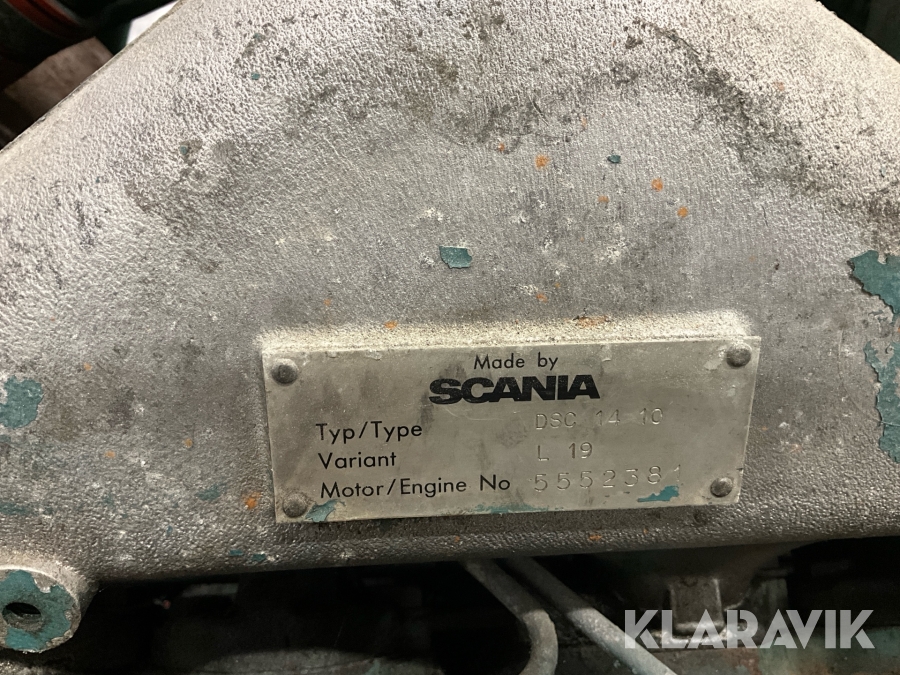 Made by
SCANIA
Typ/Type DSC 14 10
Variant L 19
Motor/Engine No 5552381
KLARAVIK